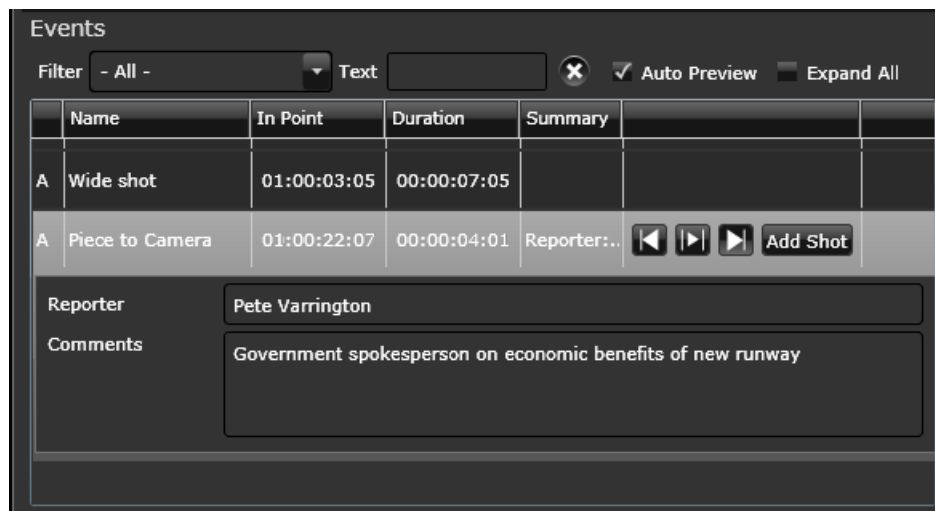 Events
Filter - All - Text Auto Preview Expand All
Name In Point Duration Summary
A Wide shot 01:00:03:05 00:00:07:05
A Piece to Camera 01:00:22:07 00:00:04:01 Reporter:.. Add Shot
Reporter Pete Varrington
Comments Government spokesperson on economic benefits of new runway